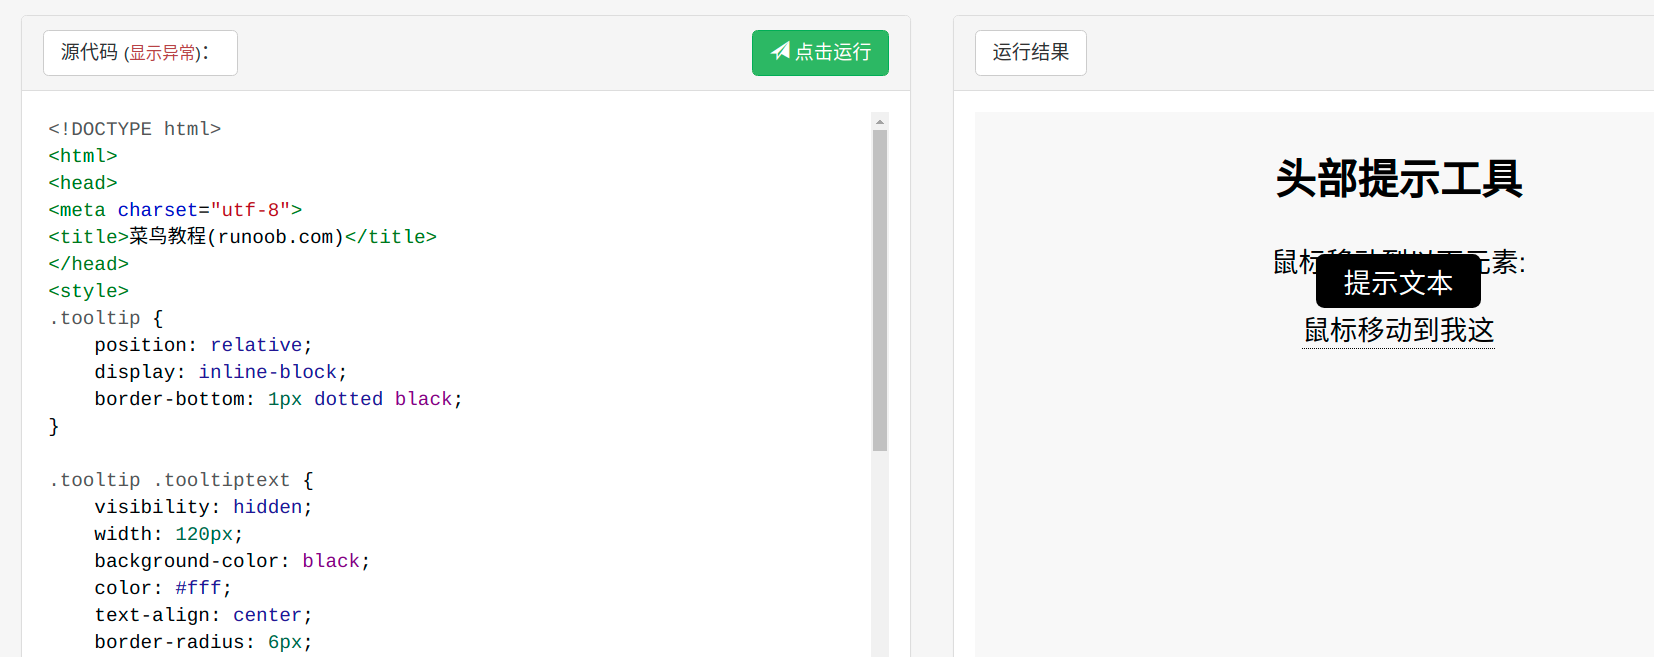 源代码 (显示异常)：
点击运行
<!DOCTYPE html>
<html>
<head>
<meta charset="utf-8">
<title>菜鸟教程(runoob.com)</title>
</head>
<style>
.tooltip {
    position: relative;
    display: inline-block;
    border-bottom: 1px dotted black;
}
.tooltip .tooltiptext {
    visibility: hidden;
    width: 120px;
    background-color: black;
    color: #fff;
    text-align: center;
    border-radius: 6px;
运行结果
头部提示工具
鼠标元素:
提示文本
鼠标移动到我这